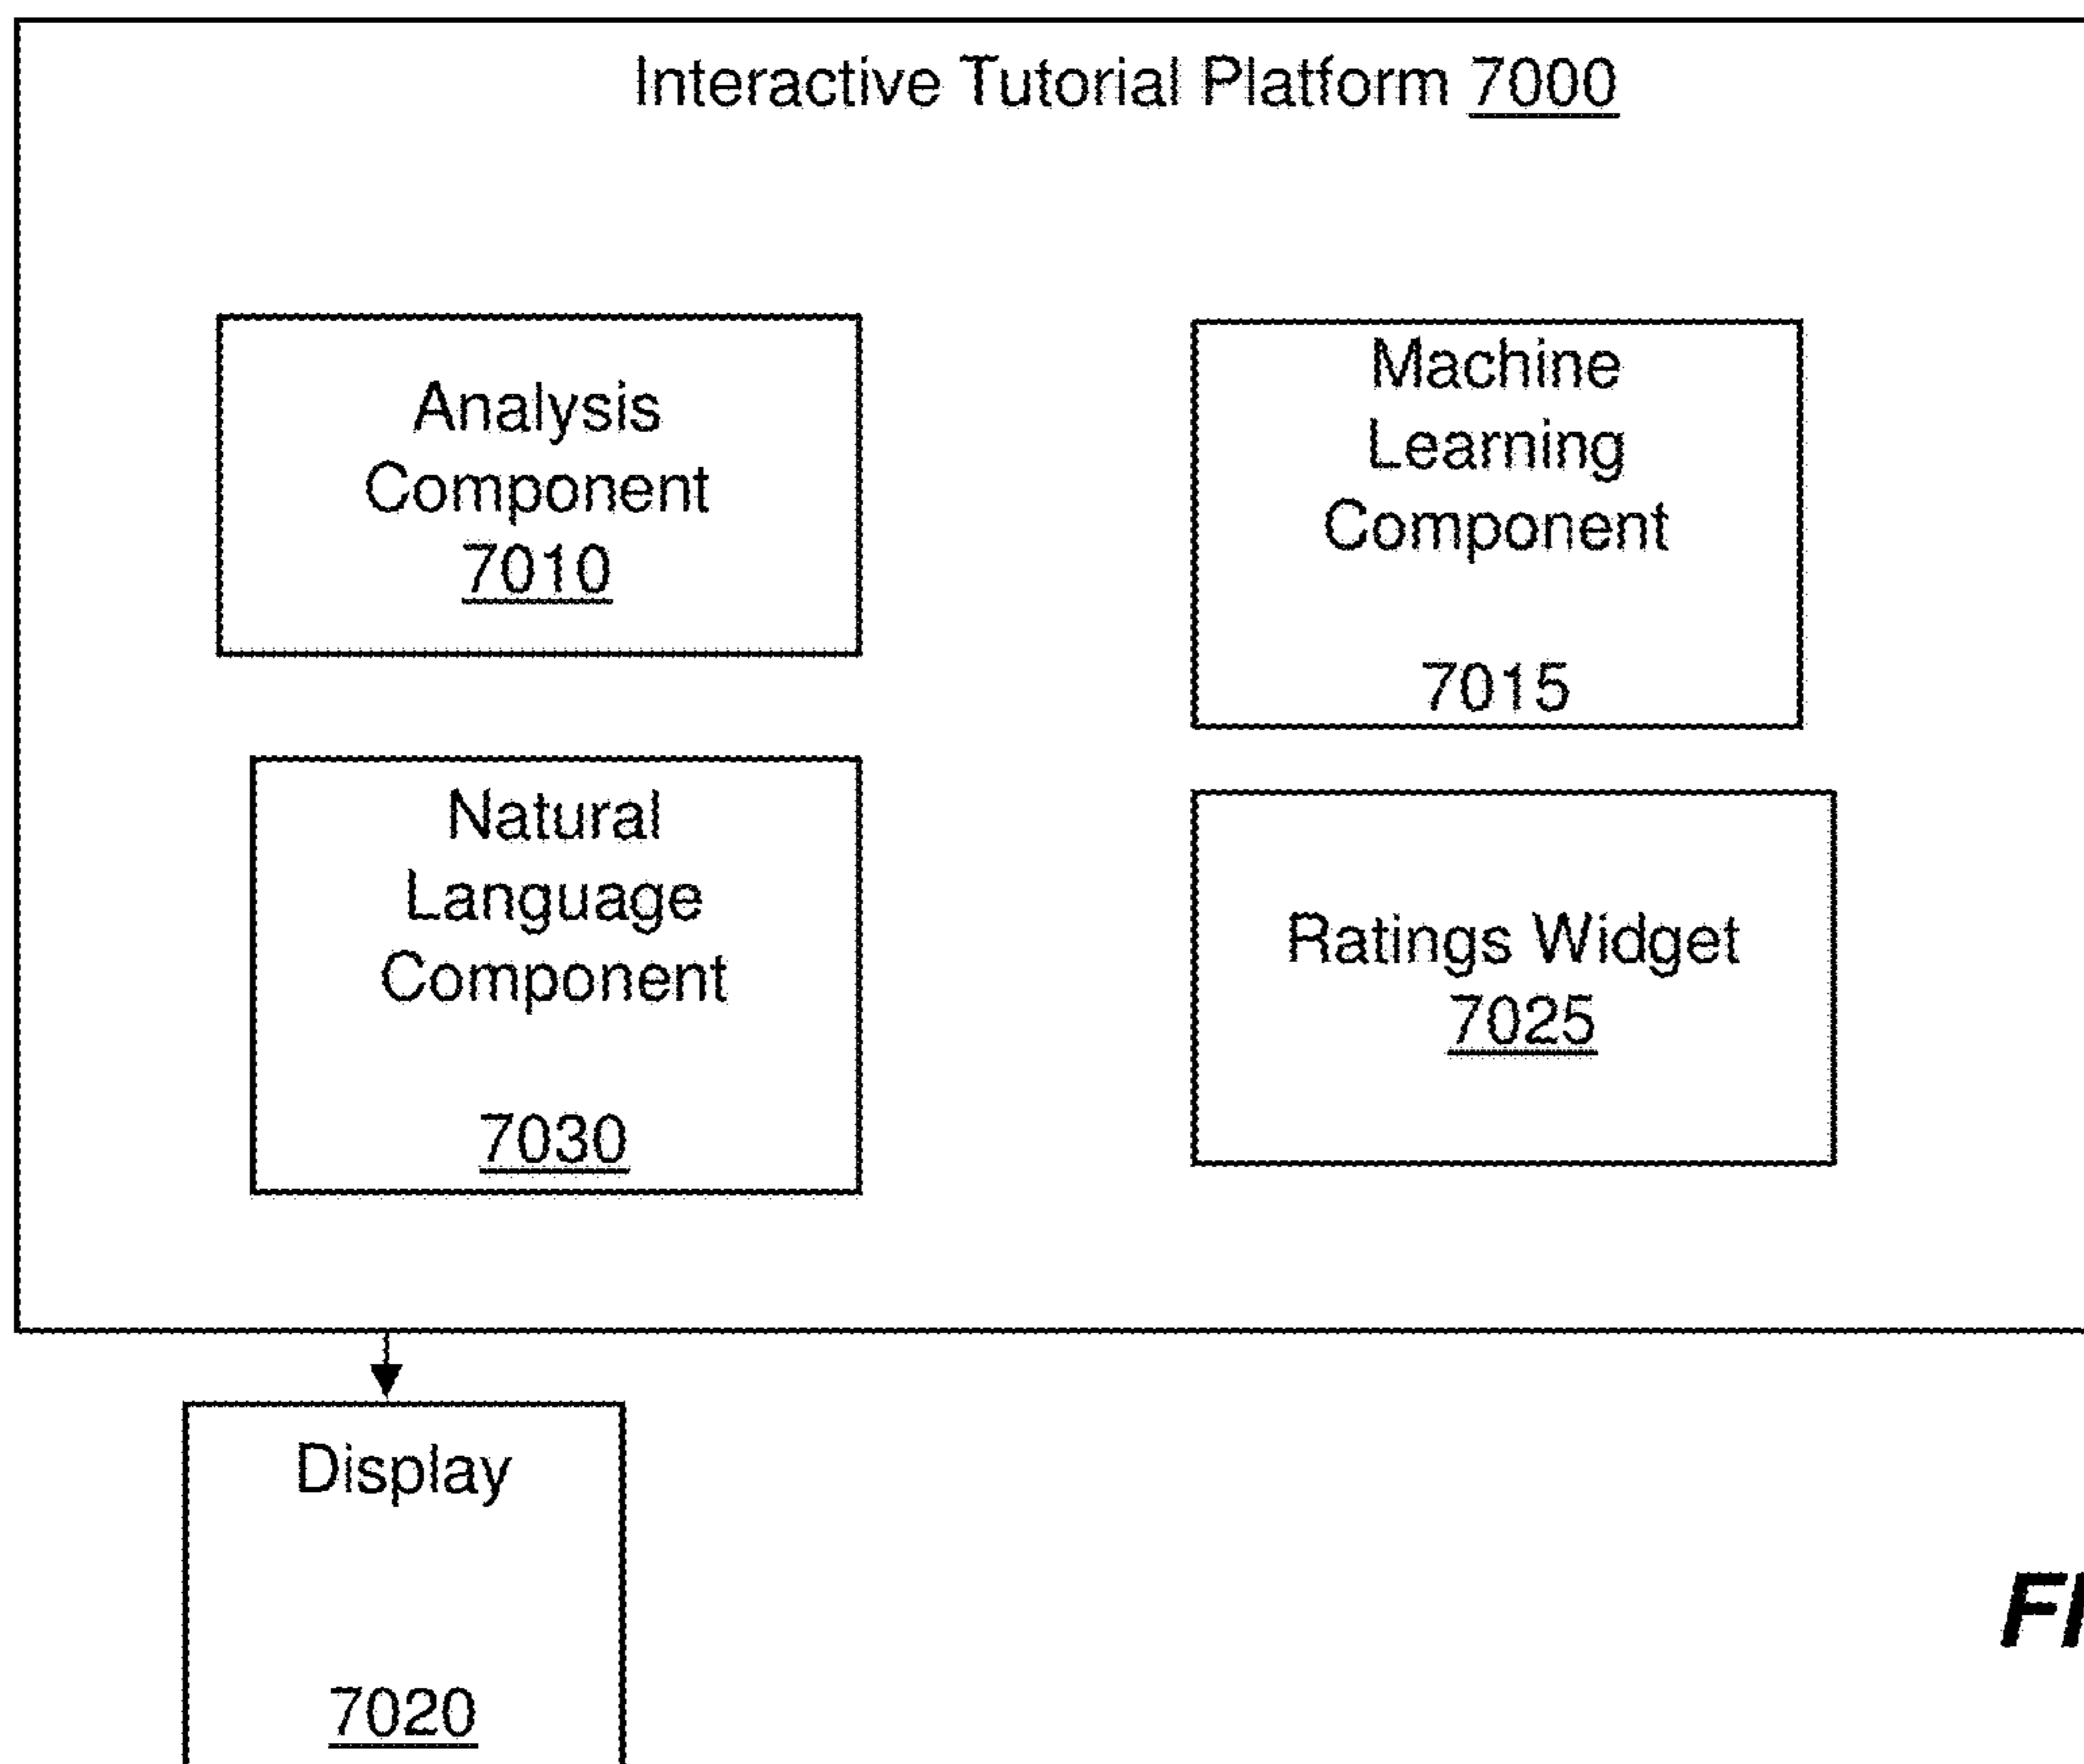 Interactive Tutorial Platform 7000
Analysis
Component
7010
Machine
Learning
Component
7015
Natural
Language
Component
7030
Ratings Widget
7025
Display
7020